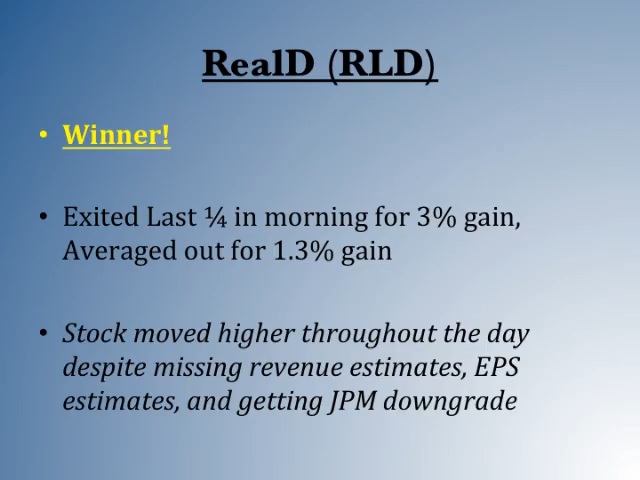 RealD (RLD)
• Winner!
• Exited Last ¼ in morning for 3% gain,
Averaged out for 1.3% gain
• Stock moved higher throughout the day
despite missing revenue estimates, EPS
estimates, and getting JPM downgrade